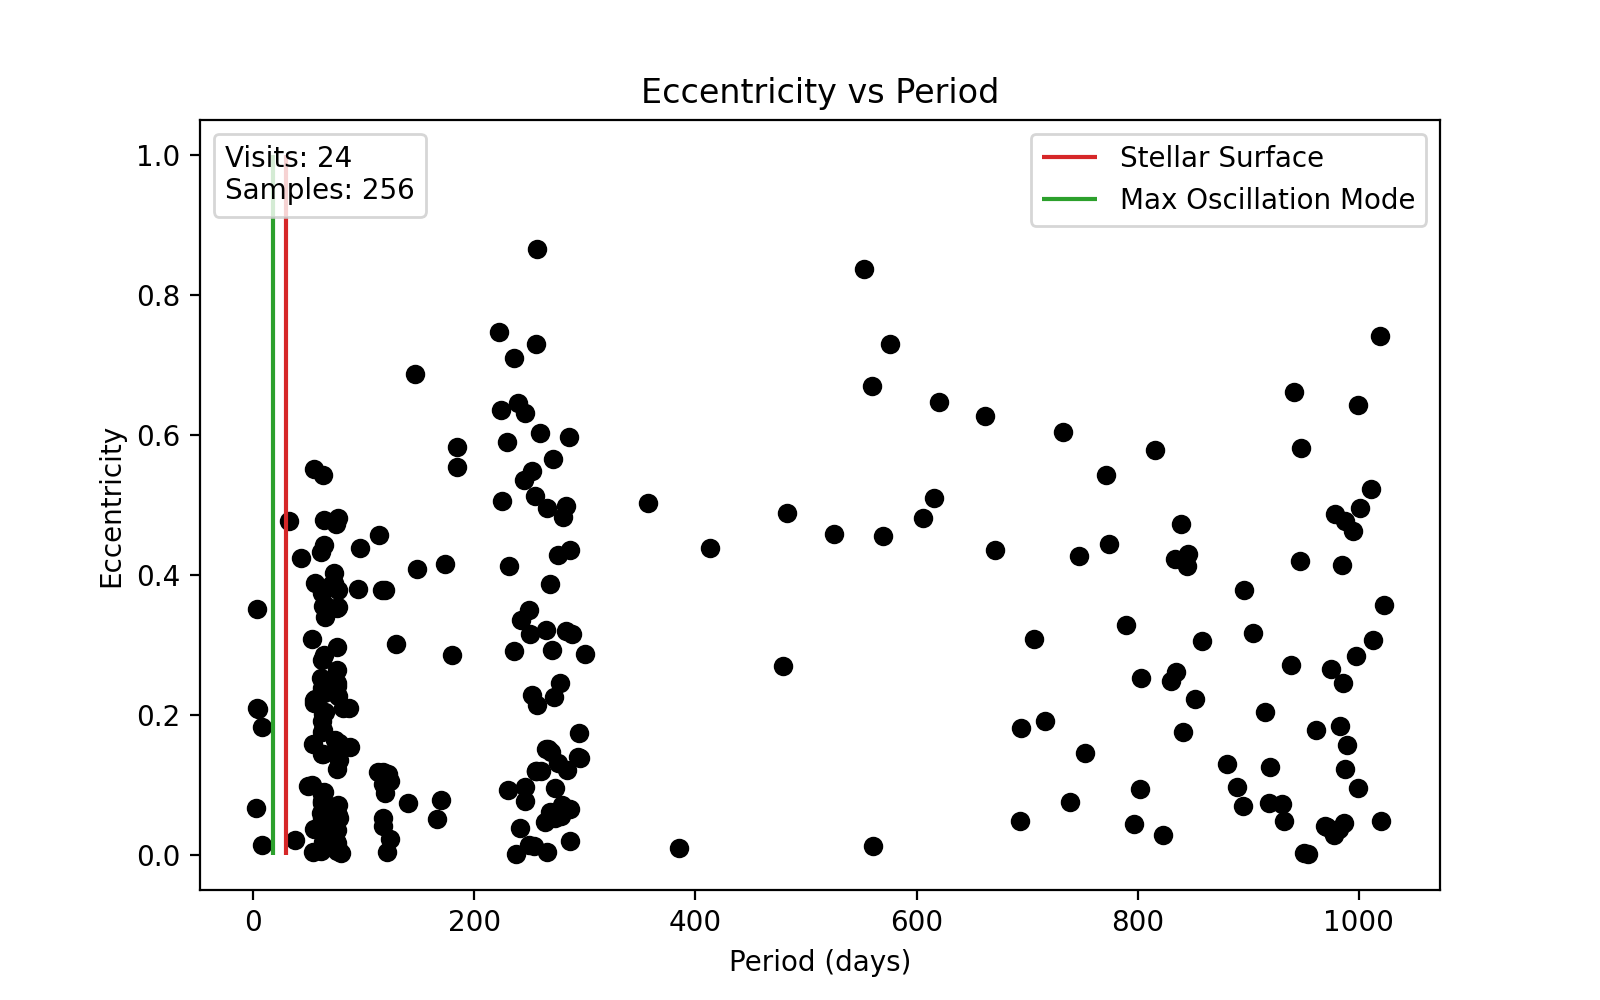 Eccentricity vs Period
Visits: 24
Samples: 256
Stellar Surface
Max Oscillation Mode
Eccentricity
1.0
0.8
0.6
0.4
0.2
0.0
0
200
400
600
800
1000
Period (days)